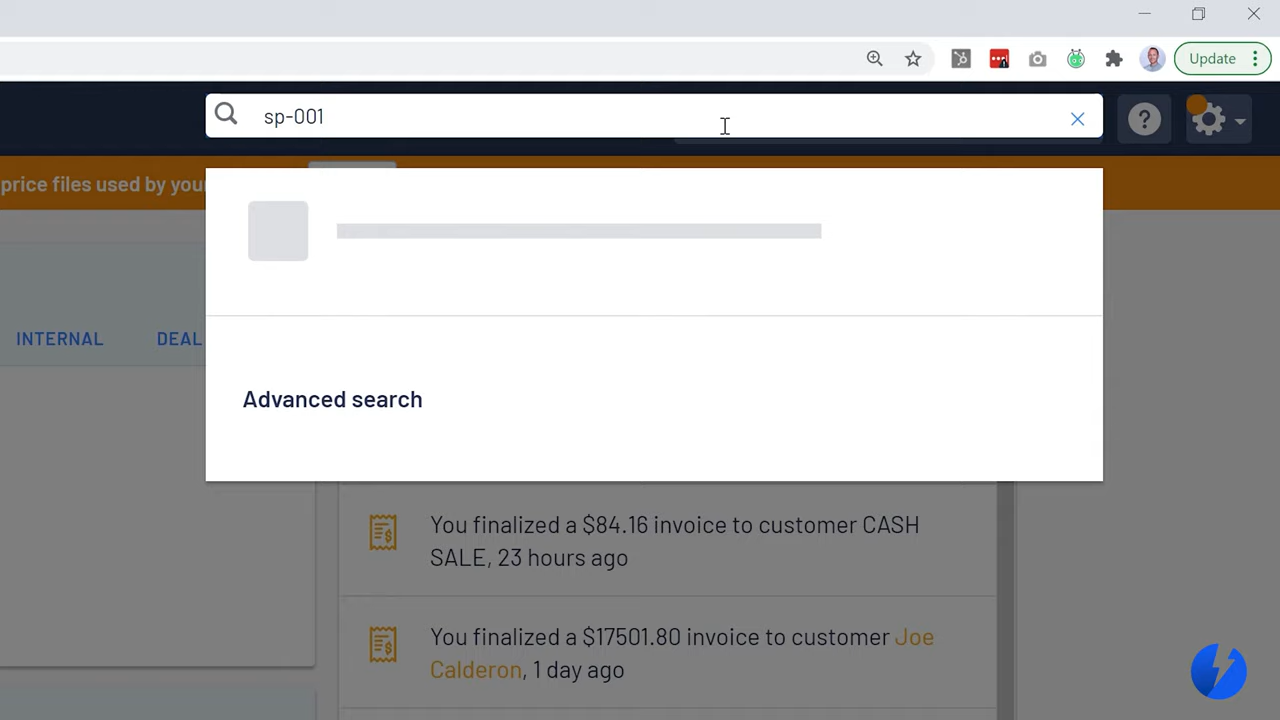 Update
sp-001
price files used by your
INTERNAL
DEAL
Advanced search
You finalized a $84.16 invoice to customer CASH
SALE, 23 hours ago
You finalized a $17501.80 invoice to customer Joe
Calderon, 1 day ago